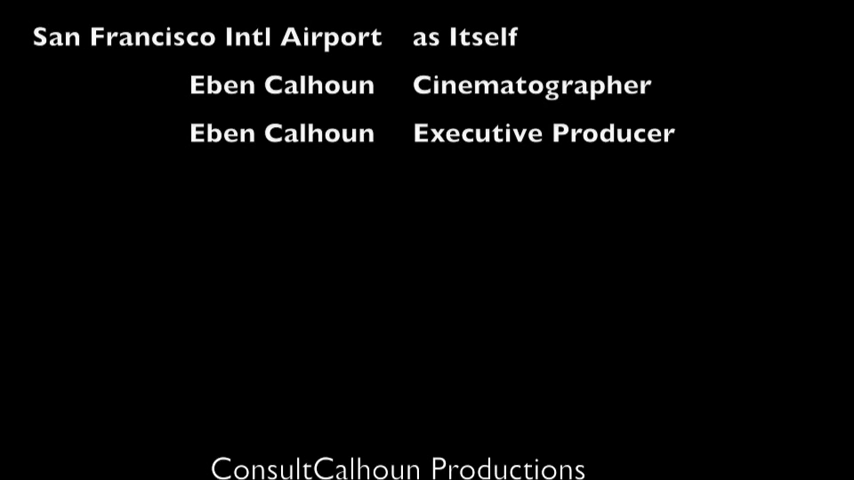 San Francisco Intl Airport as Itself
Eben Calhoun Cinematographer
Eben Calhoun Executive Producer
ConsultCalhoun Productions